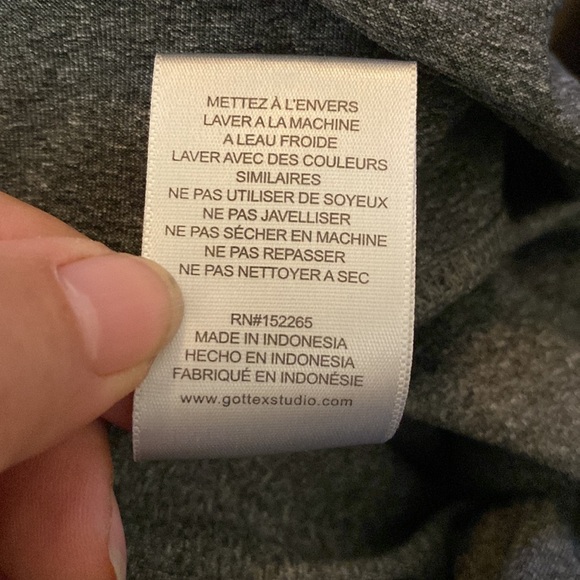 METTEZ À L'ENVERS
LAVER A LA MACHINE
A LEAU FROIDE
LAVER AVEC DES COULEURS
SIMILAIRES
NE PAS UTILISER DE SOYEUX
NE PAS JAVELLISER
NE PAS SÉCHER EN MACHINE
NE PAS REPASSER
NE PAS NETTOYER A SEC
RN#152265
MADE IN INDONESIA
HECHO EN INDONESIA
FABRIQUÉ EN INDONÉSIE
www.gottexstudio.com